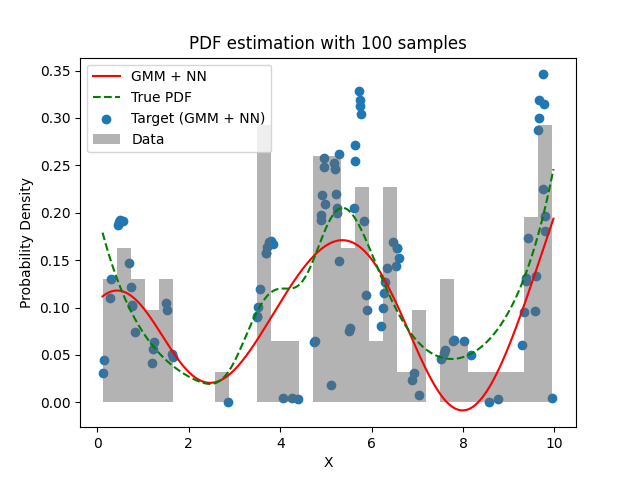 PDF estimation with 100 samples
GMM + NN
True PDF
Target (GMM + NN)
Data
Probability Density
0.35
0.30
0.25
0.20
0.15
0.10
0.05
0.00
0
2
4
6
8
10
X